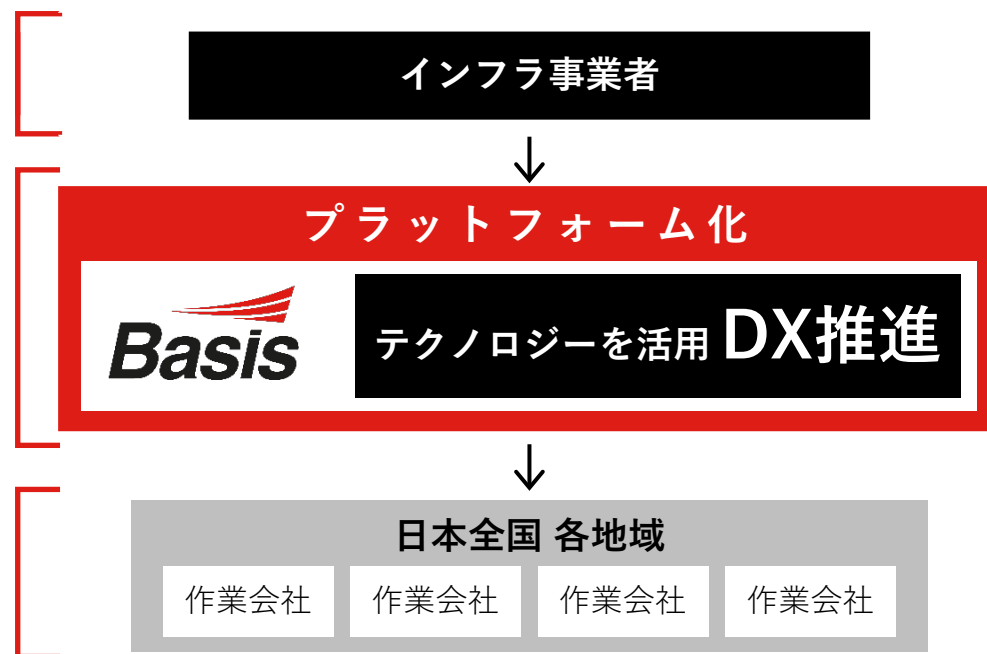 インフラ事業者
プラットフォーム化
Basis
テクノロジーを活用 DX推進
日本全国 各地域
作業会社 作業会社 作業会社 作業会社